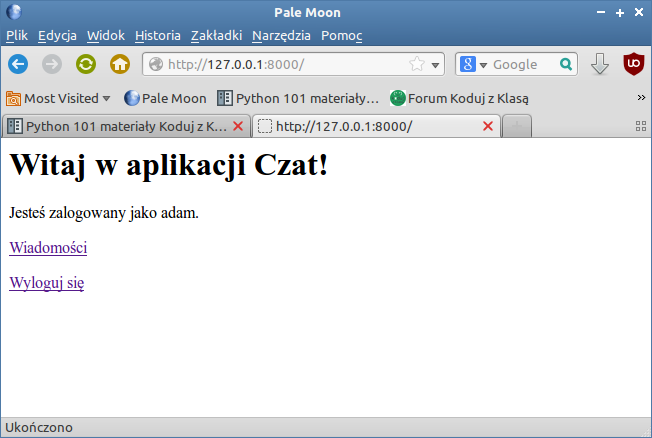 Pale Moon
Plik Edycja Widok Historia Zakładki Narzędzia Pomoc
http://127.0.0.1:8000/ Google
Most Visited Pale Moon Python 101 materiały... Forum Koduj z Klasą
Python 101 materiały Koduj z K... http://127.0.0.1:8000/
Witaj w aplikacji Czat!
Jesteś zalogowany jako adam.
Wiadomości
Wyloguj się
Ukończono